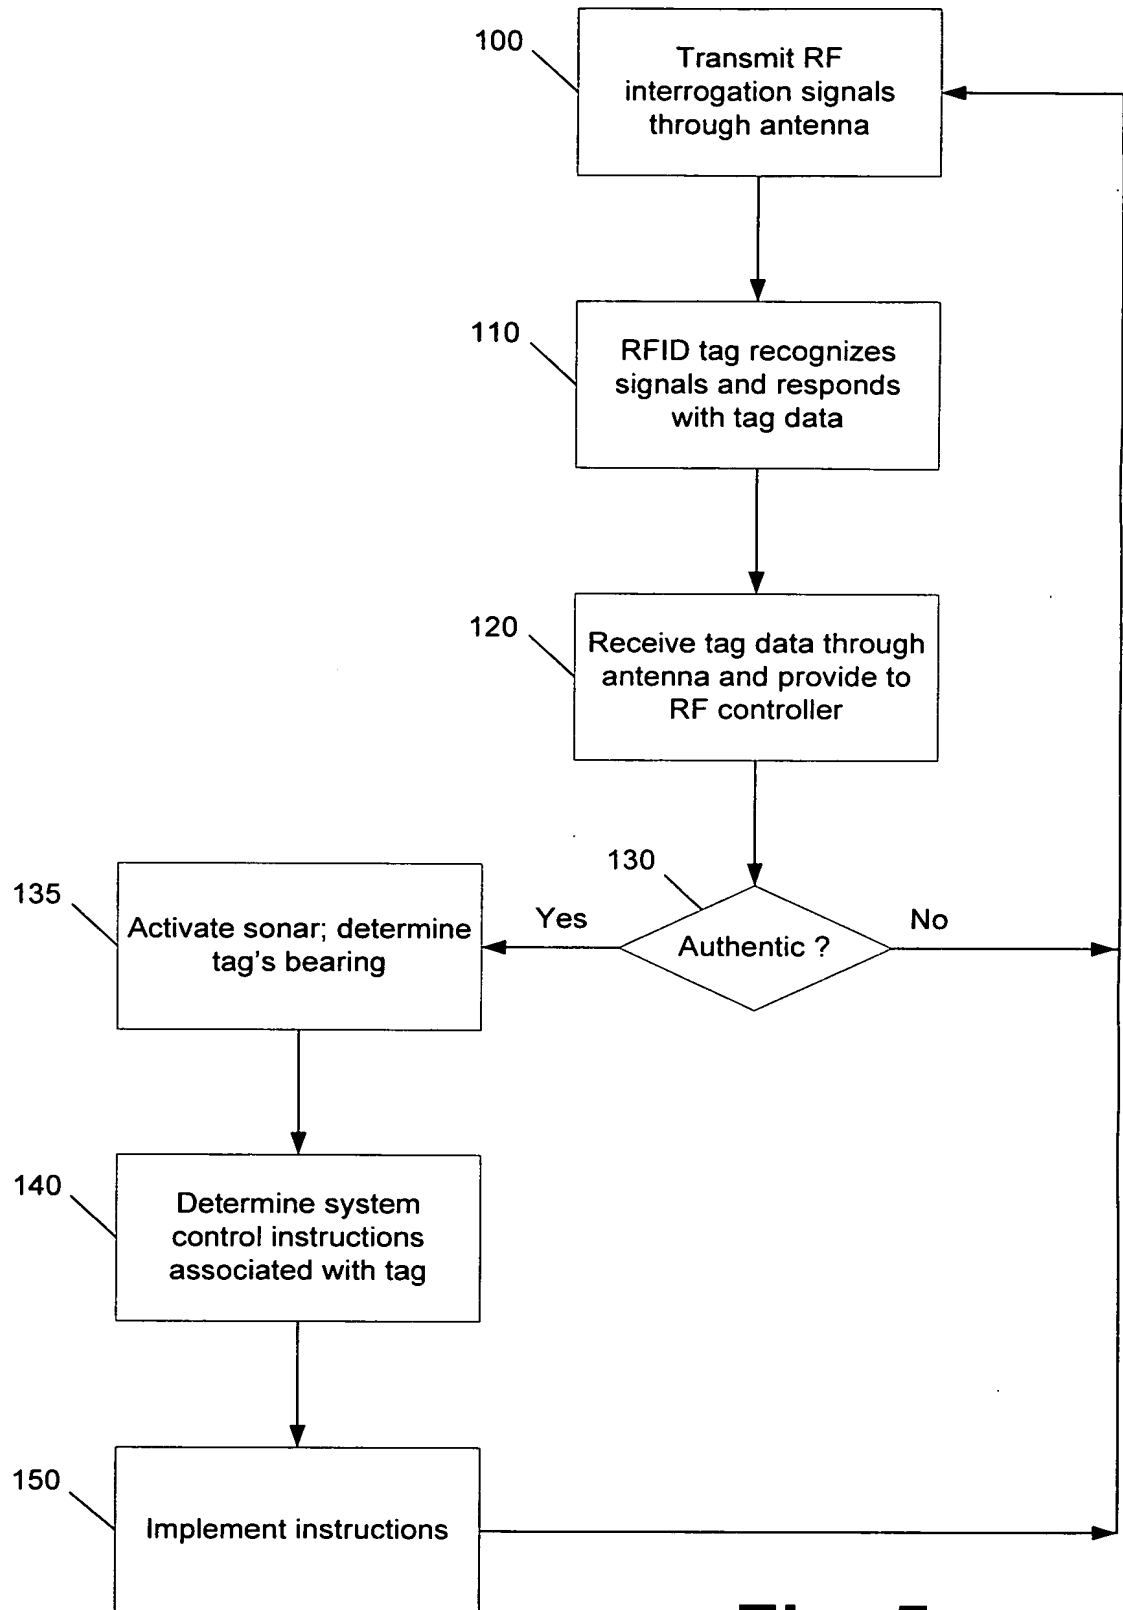 100
Transmit RF
interrogation signals
through antenna
110
RFID tag recognizes
signals and responds
with tag data
120
Receive tag data through
antenna and provide to
RF controller
130
Authentic ?
Yes
No
135
Activate sonar; determine
tag's bearing
140
Determine system
control instructions
associated with tag
150
Implement instructions